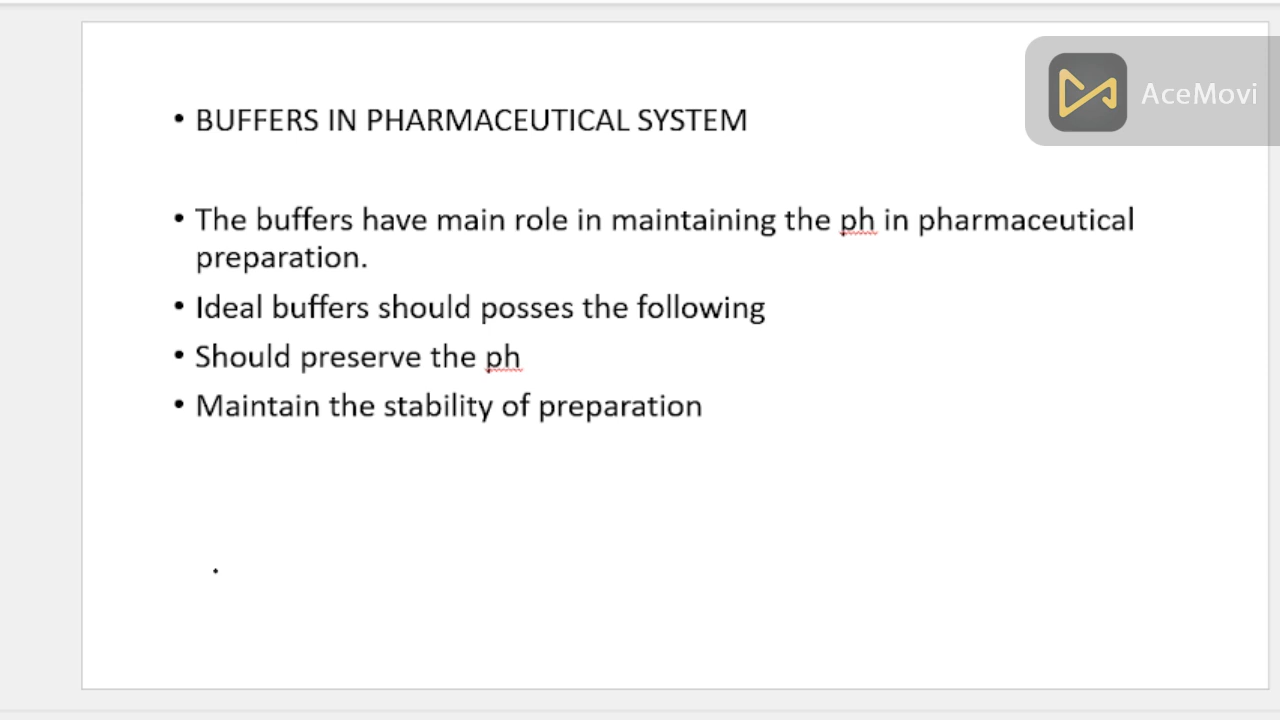 AceMovi
• BUFFERS IN PHARMACEUTICAL SYSTEM
• The buffers have main role in maintaining the ph in pharmaceutical
preparation.
• Ideal buffers should posses the following
• Should preserve the ph
• Maintain the stability of preparation